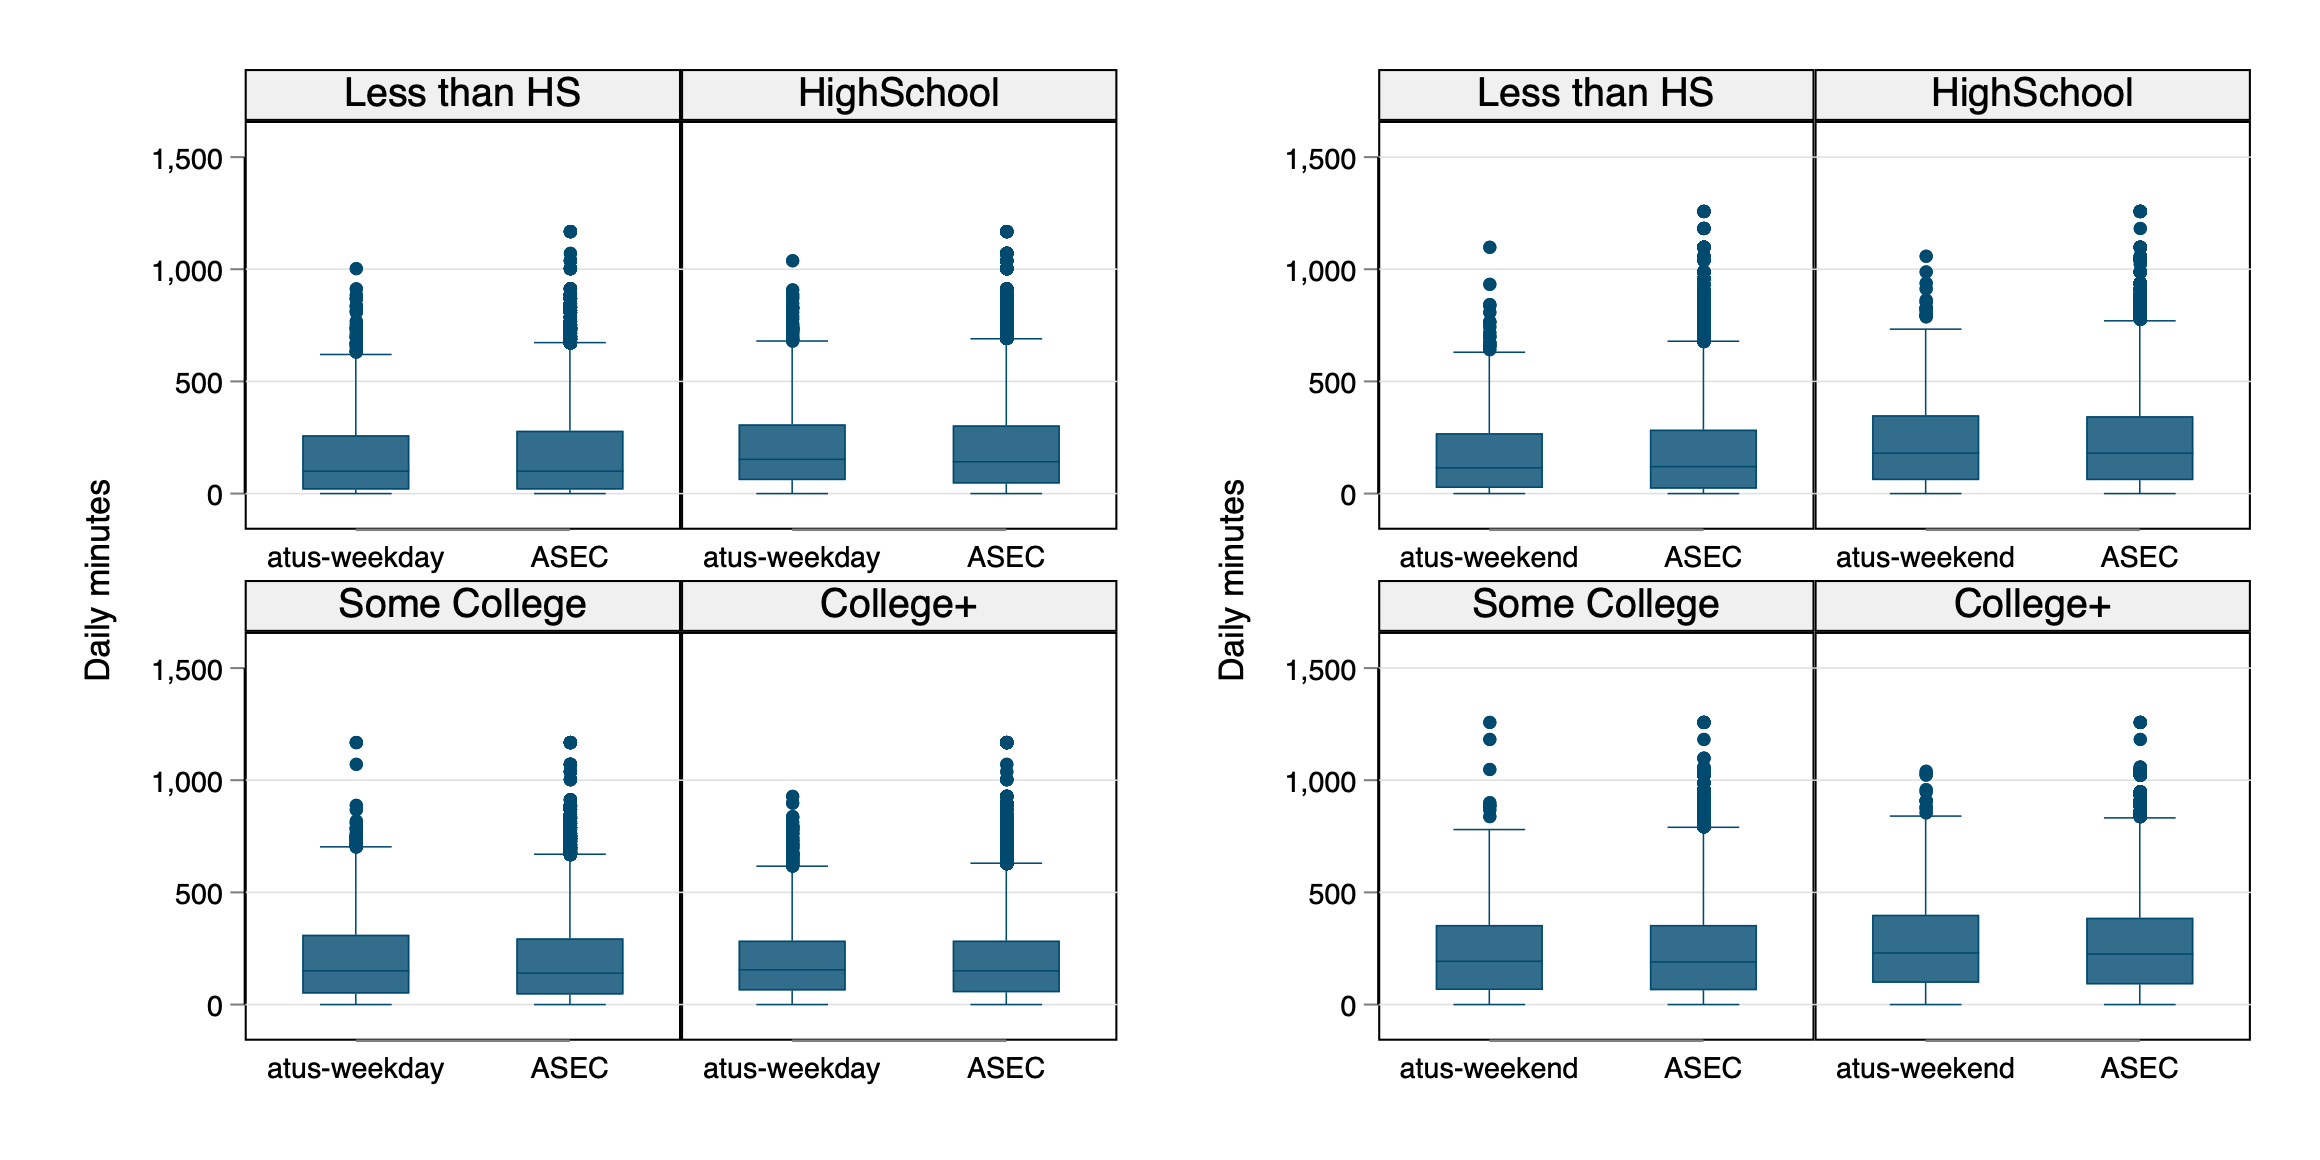 Less than HS
HighSchool
1,500
1,000
500
0
atus-weekday
ASEC
atus-weekday
ASEC
Some College
College+
1,500
1,000
500
0
atus-weekday
ASEC
atus-weekday
ASEC
Daily minutes
Less than HS
HighSchool
1,500
1,000
500
0
atus-weekend
ASEC
atus-weekend
ASEC
Some College
College+
1,500
1,000
500
0
atus-weekend
ASEC
atus-weekend
ASEC
Daily minutes